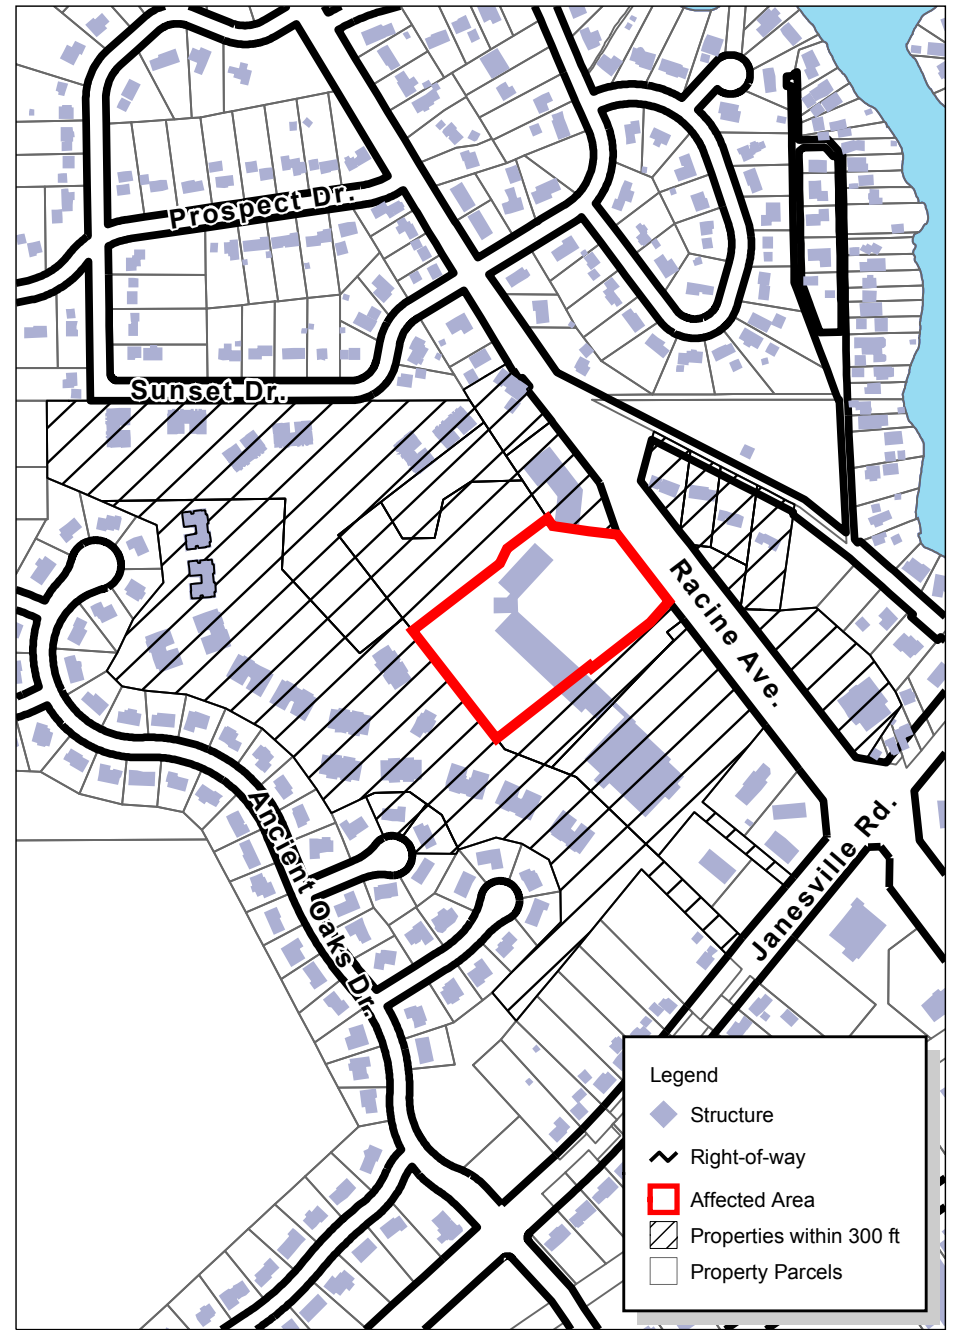 Prospect Dr.
Sunset Dr.
Racine Ave.
Ancient Oaks Dr.
Janesville Rd.
Legend
Structure
Right-of-way
Affected Area
Properties within 300 ft
Property Parcels